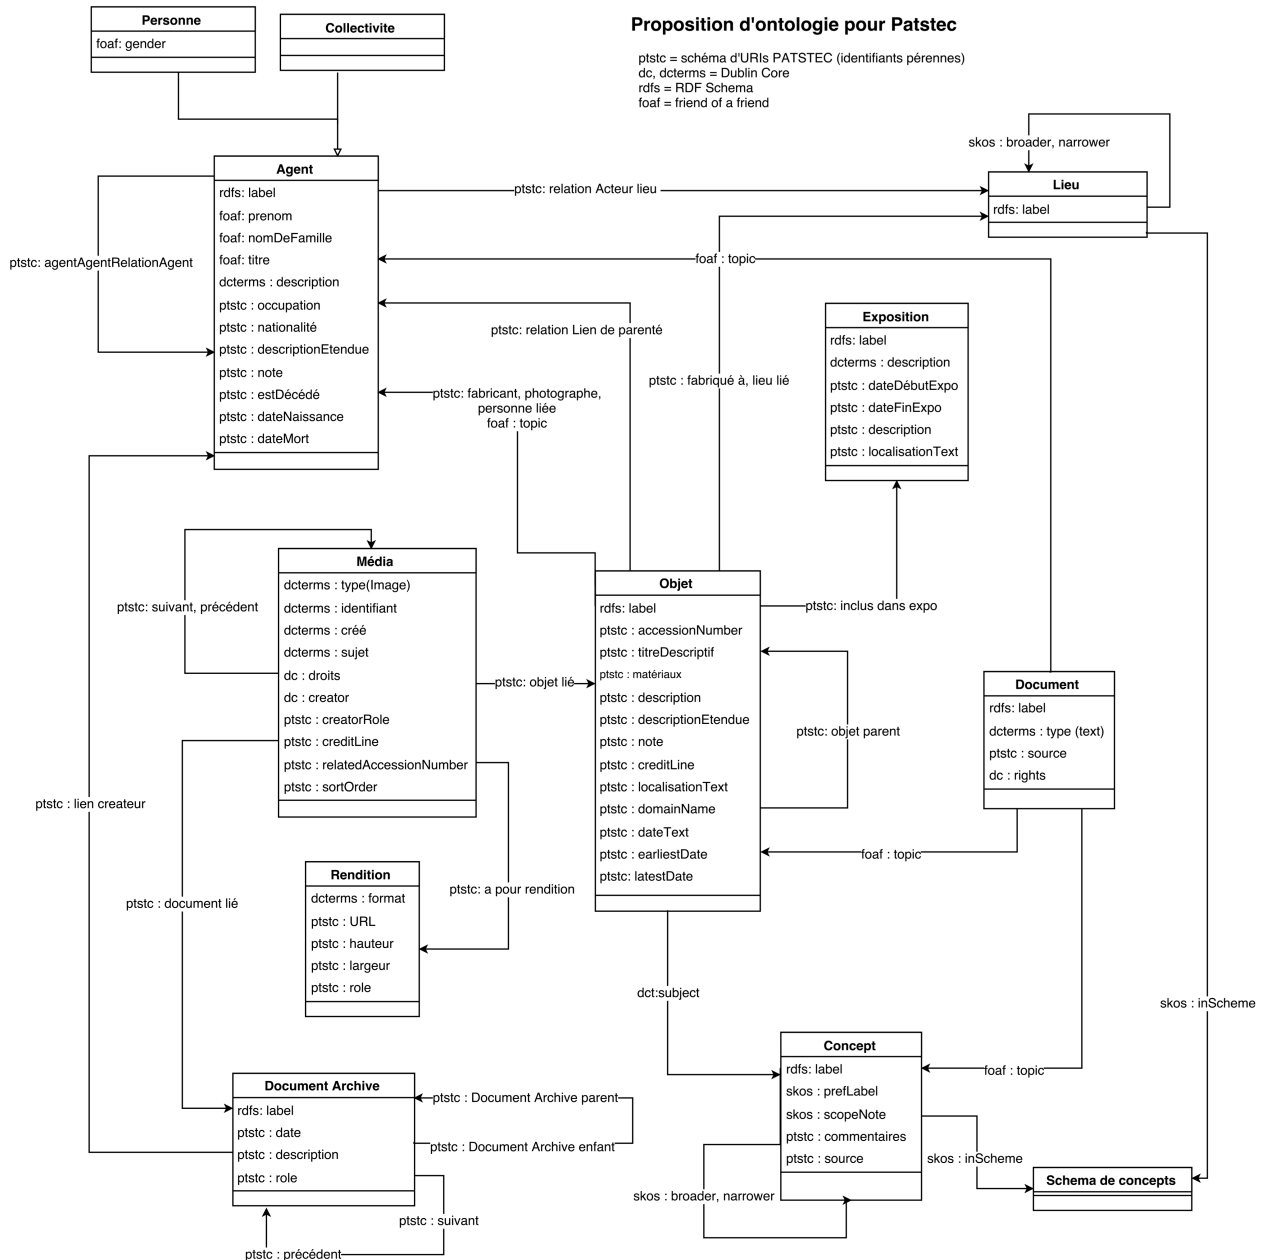 Proposition d'ontologie pour Patstec
ptstc = schéma d'URIs PATSTEC (identifiants pérennes)
dc, dcterms = Dublin Core
rdfs = RDF Schema
foaf = friend of a friend
Personne
foaf: gender
Collectivite
Agent
rdfs: label
foaf: prenom
foaf: nomDeFamille
foaf: titre
dcterms : description
ptstc : occupation
ptstc : nationalité
ptstc : descriptionEtendue
ptstc : note
ptstc : estDécédé
ptstc : dateNaissance
ptstc : dateMort
ptstc: agentAgentRelationAgent
ptstc: relation Acteur lieu
skos : broader, narrower
Lieu
rdfs: label
foaf : topic
ptstc: relation Lien de parenté
ptstc : fabriqué à, lieu lié
ptstc: fabricant, photographe,
personne liée
foaf : topic
Exposition
rdfs: label
dcterms : description
ptstc : dateDébutExpo
ptstc : dateFinExpo
ptstc : description
ptstc : localisationText
Média
dcterms : type(Image)
dcterms : identifiant
dcterms : créé
dcterms : sujet
dc : droits
dc : creator
ptstc : creatorRole
ptstc : creditLine
ptstc : relatedAccessionNumber
ptstc : sortOrder
ptstc: suivant, précédent
ptstc: objet lié
Objet
rdfs: label
ptstc : accessionNumber
ptstc : titreDescriptif
ptstc : matériaux
ptstc : description
ptstc : descriptionEtendue
ptstc : note
ptstc : creditLine
ptstc : localisationText
ptstc : domainName
ptstc : dateText
ptstc : earliestDate
ptstc: latestDate
ptstc: inclus dans expo
ptstc: objet parent
Document
rdfs: label
dcterms : type (text)
ptstc : source
dc : rights
foaf : topic
ptstc : lien createur
Rendition
dcterms : format
ptstc : URL
ptstc : hauteur
ptstc : largeur
ptstc : role
ptstc: a pour rendition
ptstc : document lié
dct:subject
skos : inScheme
Concept
rdfs: label
skos : prefLabel
skos : scopeNote
ptstc : commentaires
ptstc : source
foaf : topic
Document Archive
rdfs: label
ptstc : date
ptstc : description
ptstc : role
ptstc : Document Archive parent
ptstc : Document Archive enfant
skos : inScheme
Schema de concepts
skos : broader, narrower
ptstc : suivant
ptstc : précédent